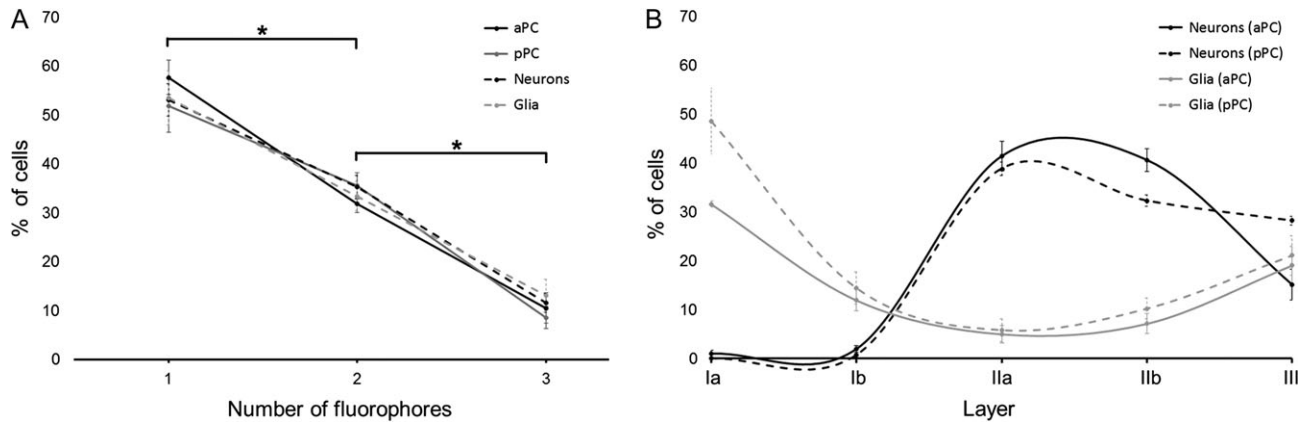 A
70
60
50
40
30
20
10
0
% of cells
*
*
aPC
pPC
Neurons
Glia
1 2 3
Number of fluorophores
B
70
60
50
40
30
20
10
0
% of cells
Neurons (aPC)
Neurons (pPC)
Glia (aPC)
Glia (pPC)
Ia Ib IIa IIb III
Layer